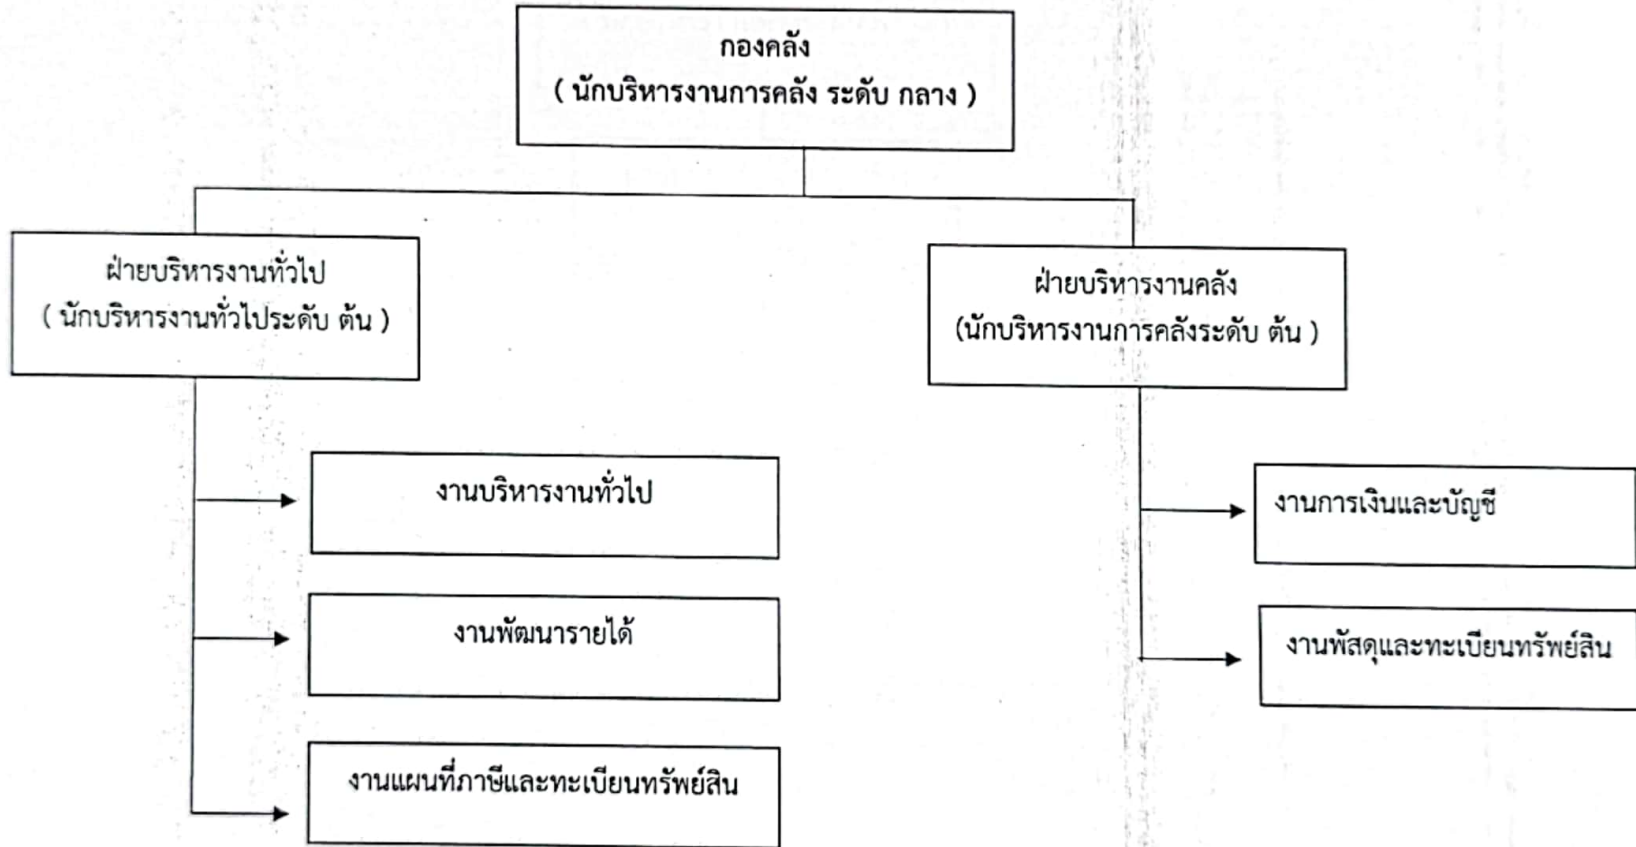 กองคลัง
( นักบริหารงานการคลัง ระดับ กลาง )
ฝ่ายบริหารงานทั่วไป
( นักบริหารงานทั่วไประดับ ต้น )
ฝ่ายบริหารงานคลัง
(นักบริหารงานการคลังระดับ ต้น )
งานบริหารงานทั่วไป
งานพัฒนารายได้
งานแผนที่ภาษีและทะเบียนทรัพย์สิน
งานการเงินและบัญชี
งานพัสดุและทะเบียนทรัพย์สิน